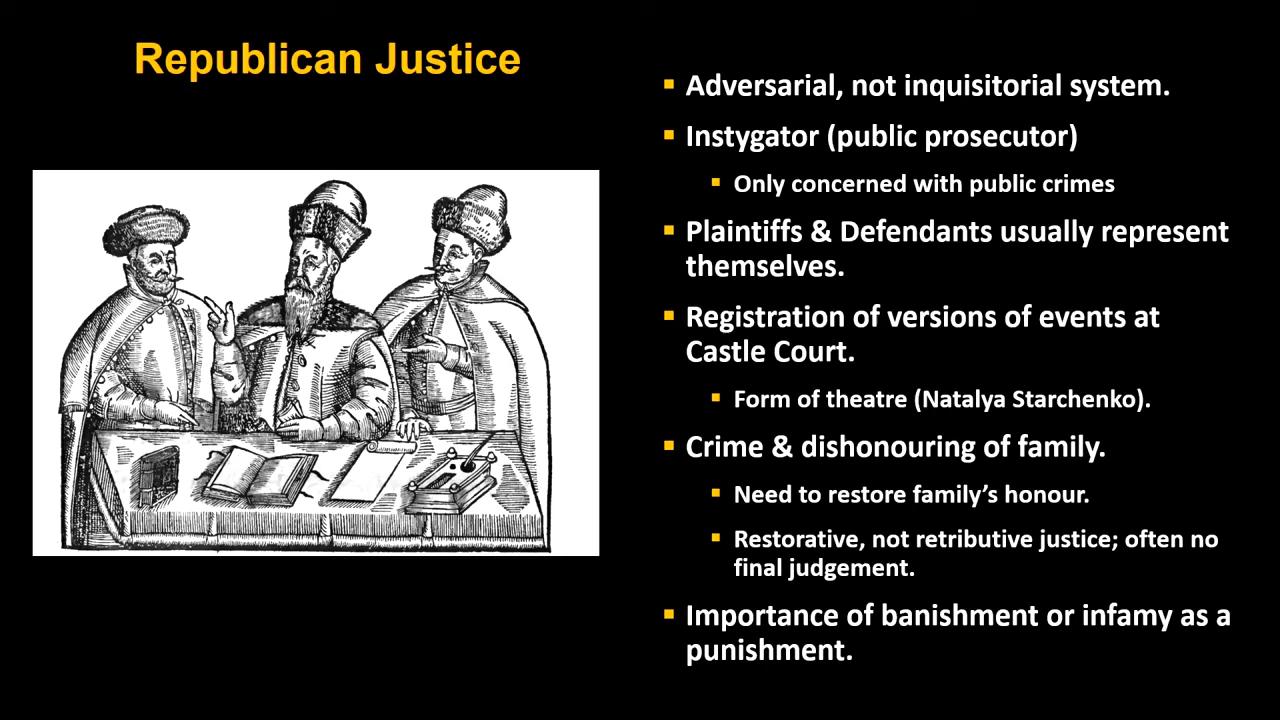 Republican Justice
▪ Adversarial, not inquisitorial system.
▪ Instygator (public prosecutor)
▪ Only concerned with public crimes
▪ Plaintiffs & Defendants usually represent
themselves.
▪ Registration of versions of events at
Castle Court.
▪ Form of theatre (Natalya Starchenko).
▪ Crime & dishonouring of family.
▪ Need to restore family’s honour.
▪ Restorative, not retributive justice; often no
final judgement.
▪ Importance of banishment or infamy as a
punishment.